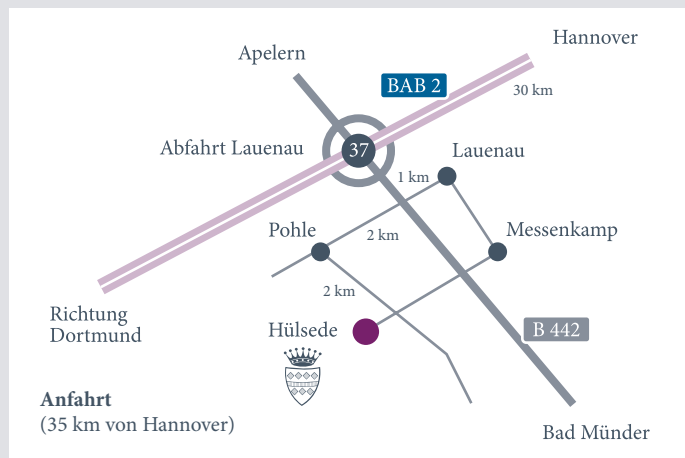 Hannover
Apelern
BAB 2
30 km
Abfahrt Lauenau
37
Lauenau
1 km
Pohle
2 km
Messenkamp
2 km
Richtung
Dortmund
Hülsede
B 442
Anfahrt
(35 km von Hannover)
Bad Münder